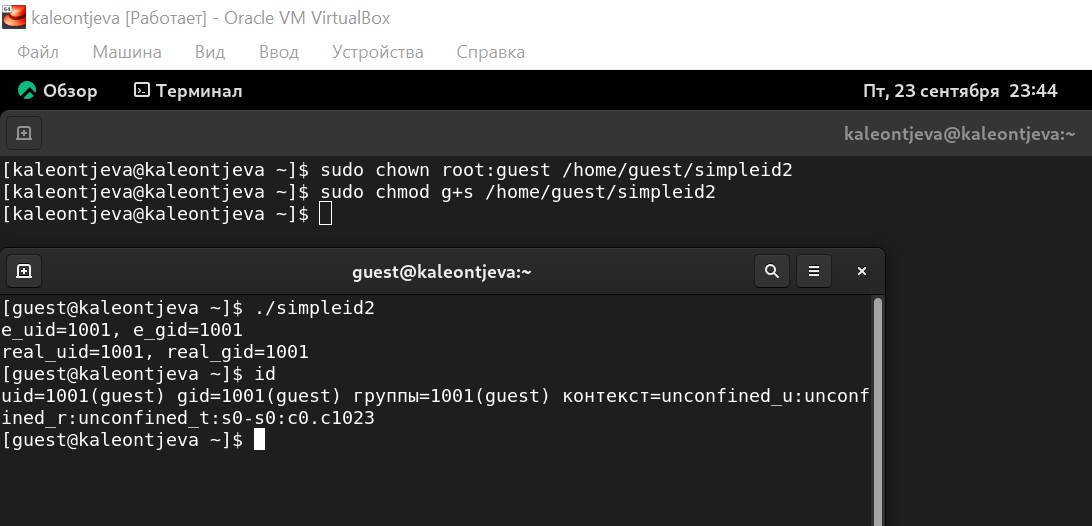 64
kaleontjeva [Работает] - Oracle VM VirtualBox
Файл Машина Вид Ввод Устройства Справка
Обзор Терминал Пт, 23 сентября 23:44
kaleontjeva@kaleontjeva:~
[kaleontjeva@kaleontjeva ~]$ sudo chown root:guest /home/guest/simpleid2
[kaleontjeva@kaleontjeva ~]$ sudo chmod g+s /home/guest/simpleid2
[kaleontjeva@kaleontjeva ~]$
guest@kaleontjeva:~
[guest@kaleontjeva ~]$ ./simpleid2
e_uid=1001, e_gid=1001
real_uid=1001, real_gid=1001
[guest@kaleontjeva ~]$ id
uid=1001(guest) gid=1001(guest) группы=1001(guest) контекст=unconfined_u:unconf
ined_r:unconfined_t:s0-s0:c0.c1023
[guest@kaleontjeva ~]$